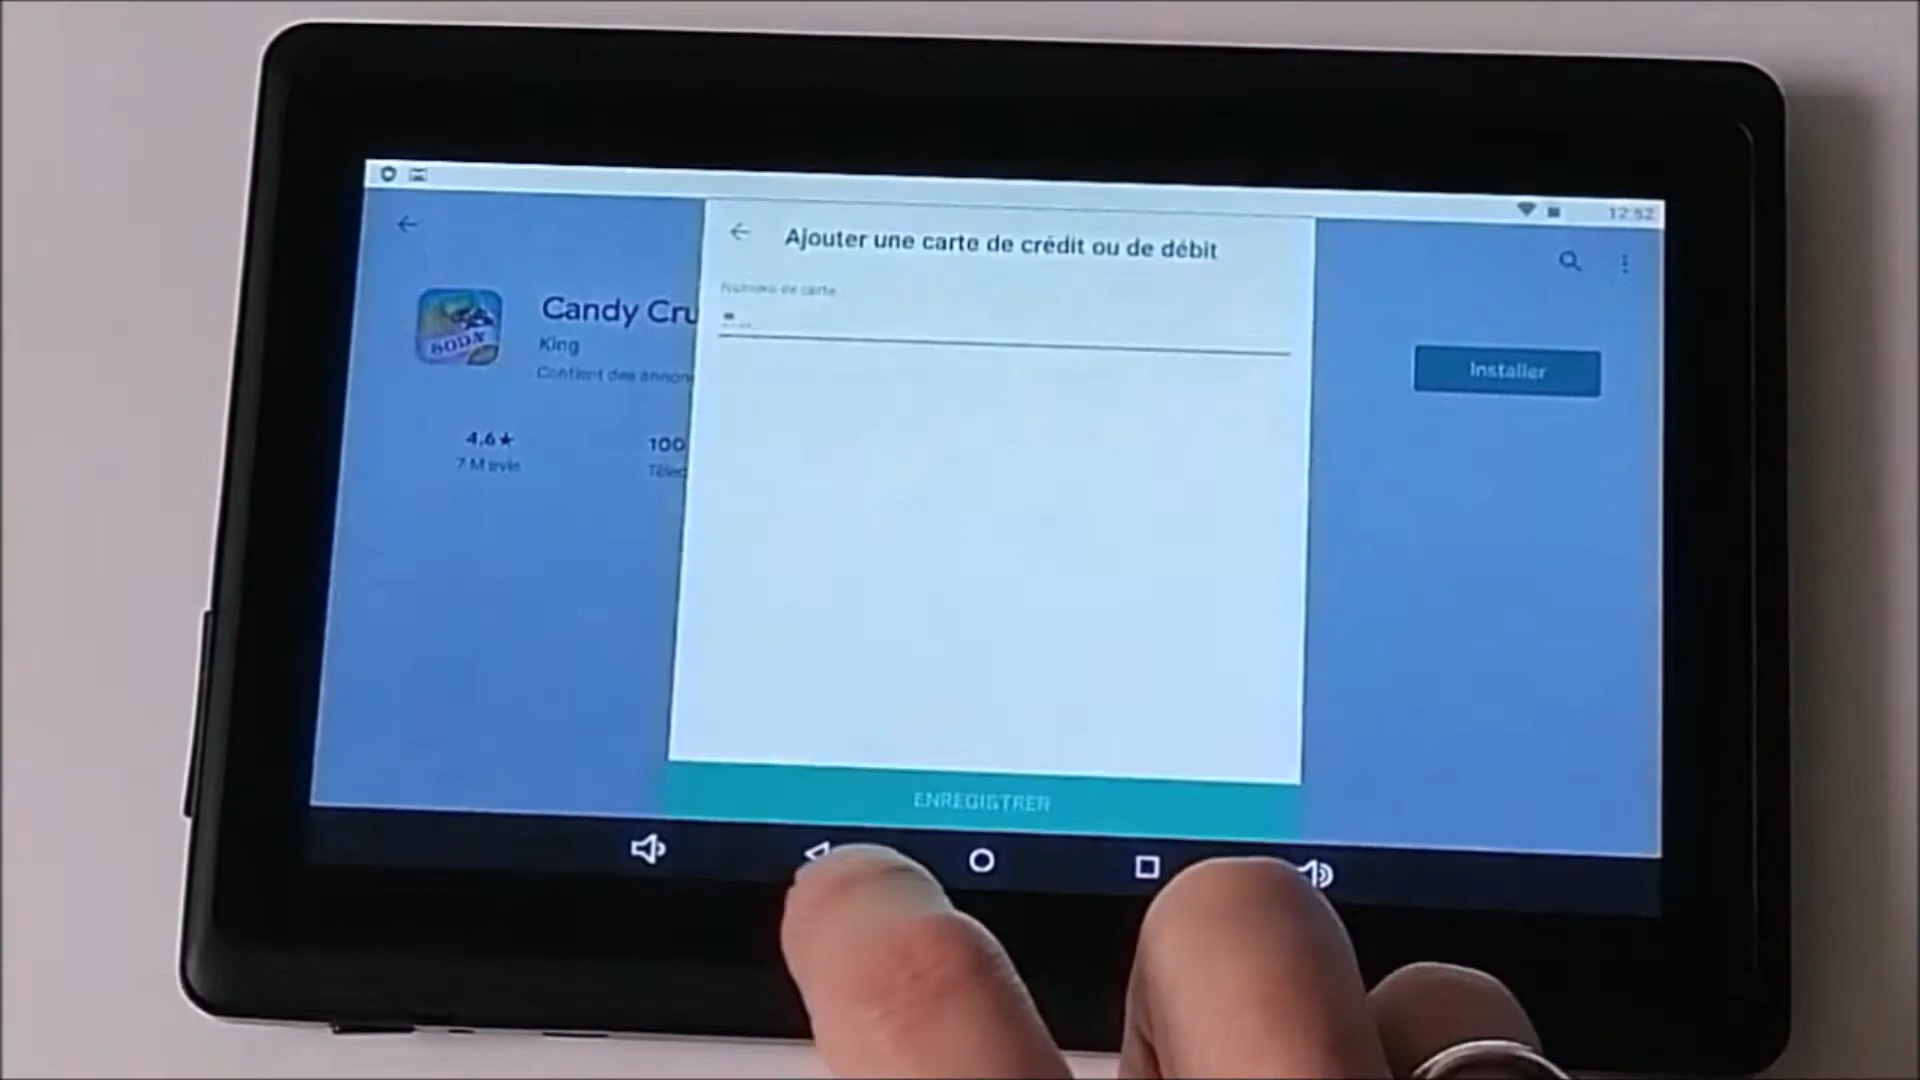 12:52
Ajouter une carte de crédit ou de débit
Numéro de carte
Candy Cru
SODA
King
Contient des annon
Installer
4,6★
100
7 M avis
Téléc
ENREGISTRER